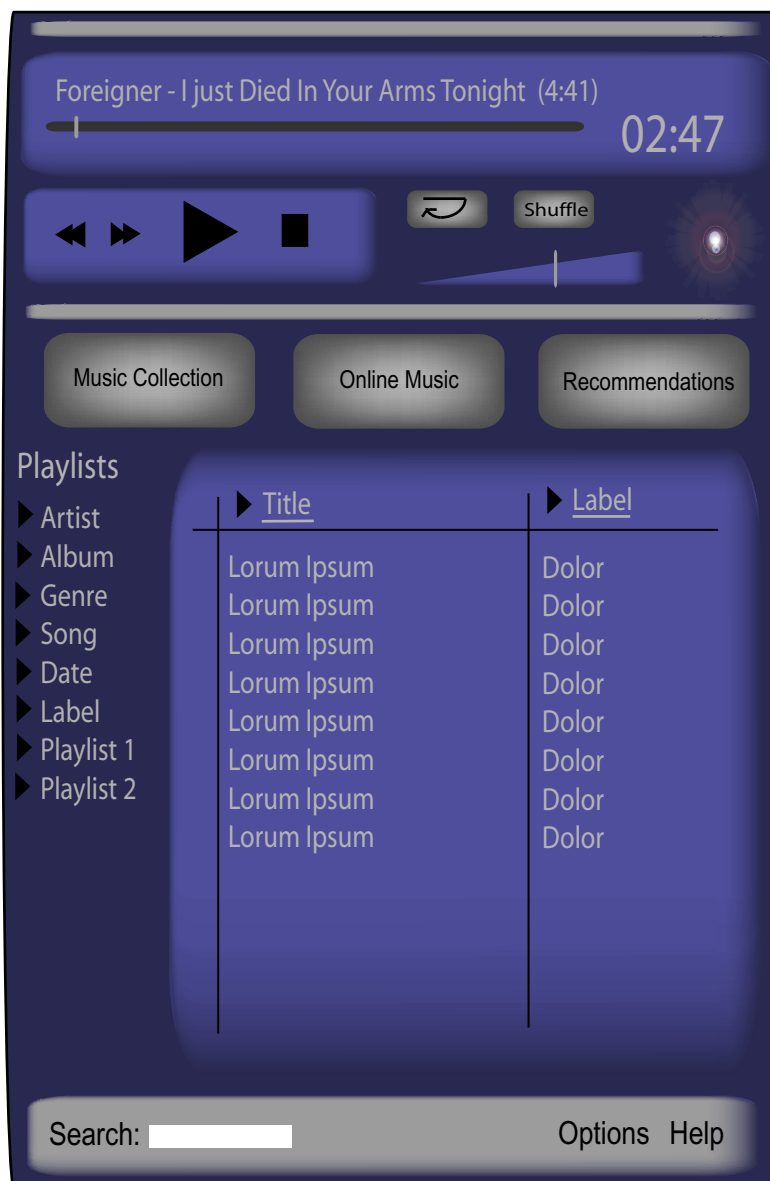 Foreigner - I just Died In Your Arms Tonight (4:41)
02:47
Shuffle
Music Collection
Online Music
Recommendations
Playlists
Artist
Album
Genre
Song
Date
Label
Playlist 1
Playlist 2
Title Label
Lorum Ipsum Dolor
Lorum Ipsum Dolor
Lorum Ipsum Dolor
Lorum Ipsum Dolor
Lorum Ipsum Dolor
Lorum Ipsum Dolor
Lorum Ipsum Dolor
Lorum Ipsum Dolor
Search: Options Help